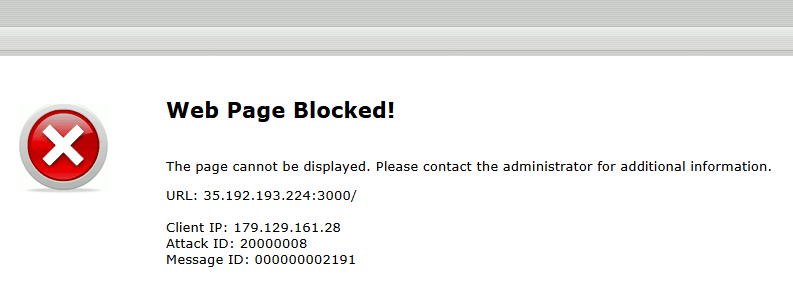 Web Page Blocked!
The page cannot be displayed. Please contact the administrator for additional information.
URL: 35.192.193.224:3000/
Client IP: 179.129.161.28
Attack ID: 20000008
Message ID: 000000002191